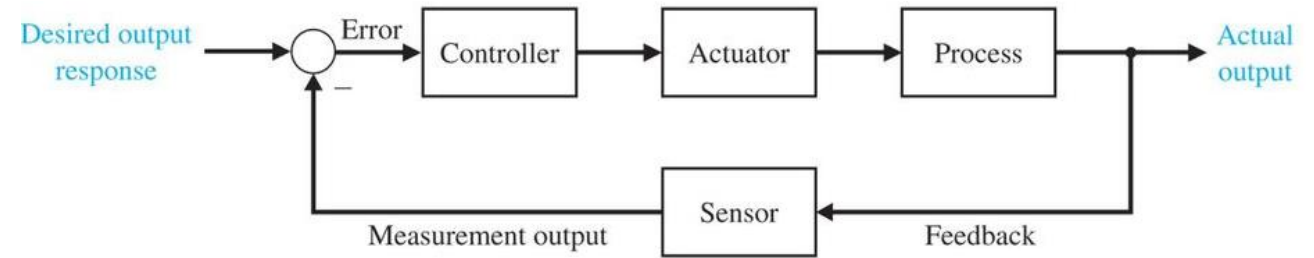 Desired output
response
Error
Controller
Actuator
Process
Actual
output
–
Sensor
Measurement output
Feedback